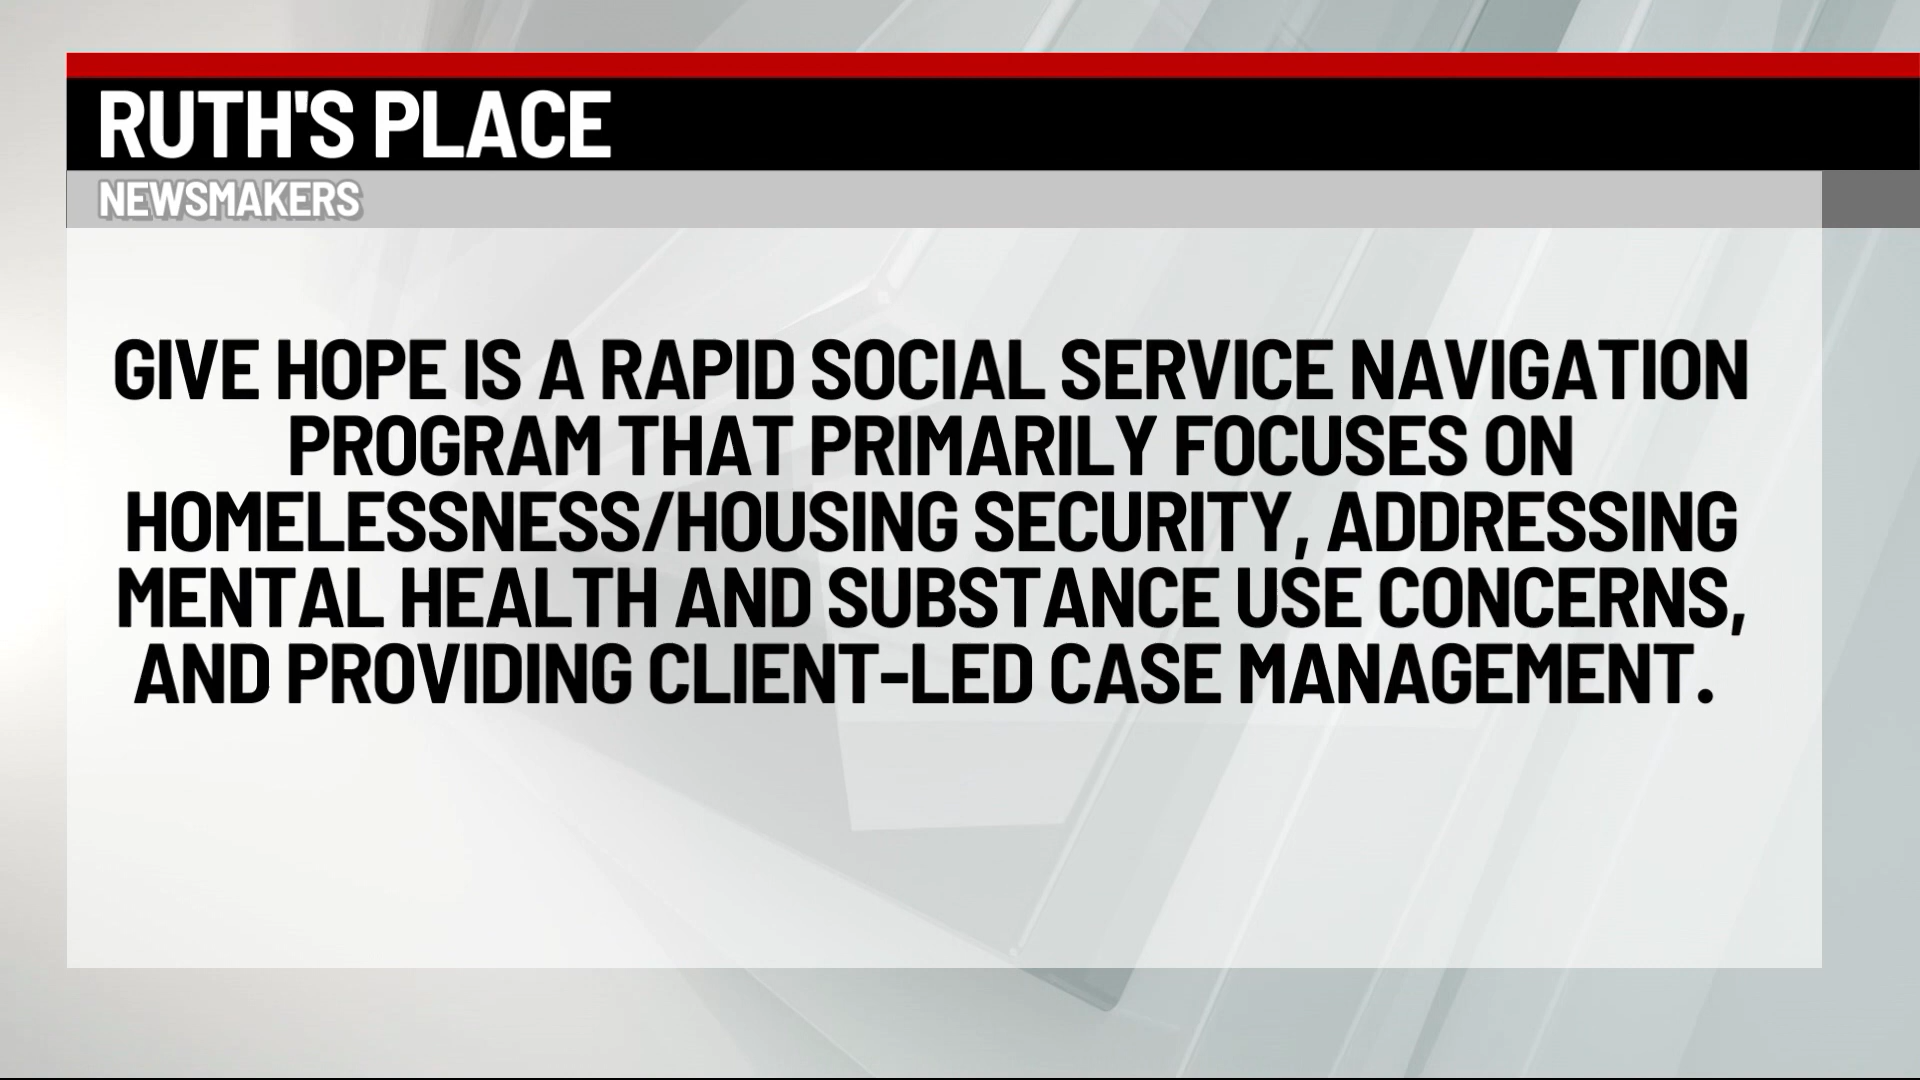 RUTH'S PLACE
NEWSMAKERS
GIVE HOPE IS A RAPID SOCIAL SERVICE NAVIGATION
PROGRAM THAT PRIMARILY FOCUSES ON
HOMELESSNESS/HOUSING SECURITY, ADDRESSING
MENTAL HEALTH AND SUBSTANCE USE CONCERNS,
AND PROVIDING CLIENT-LED CASE MANAGEMENT.